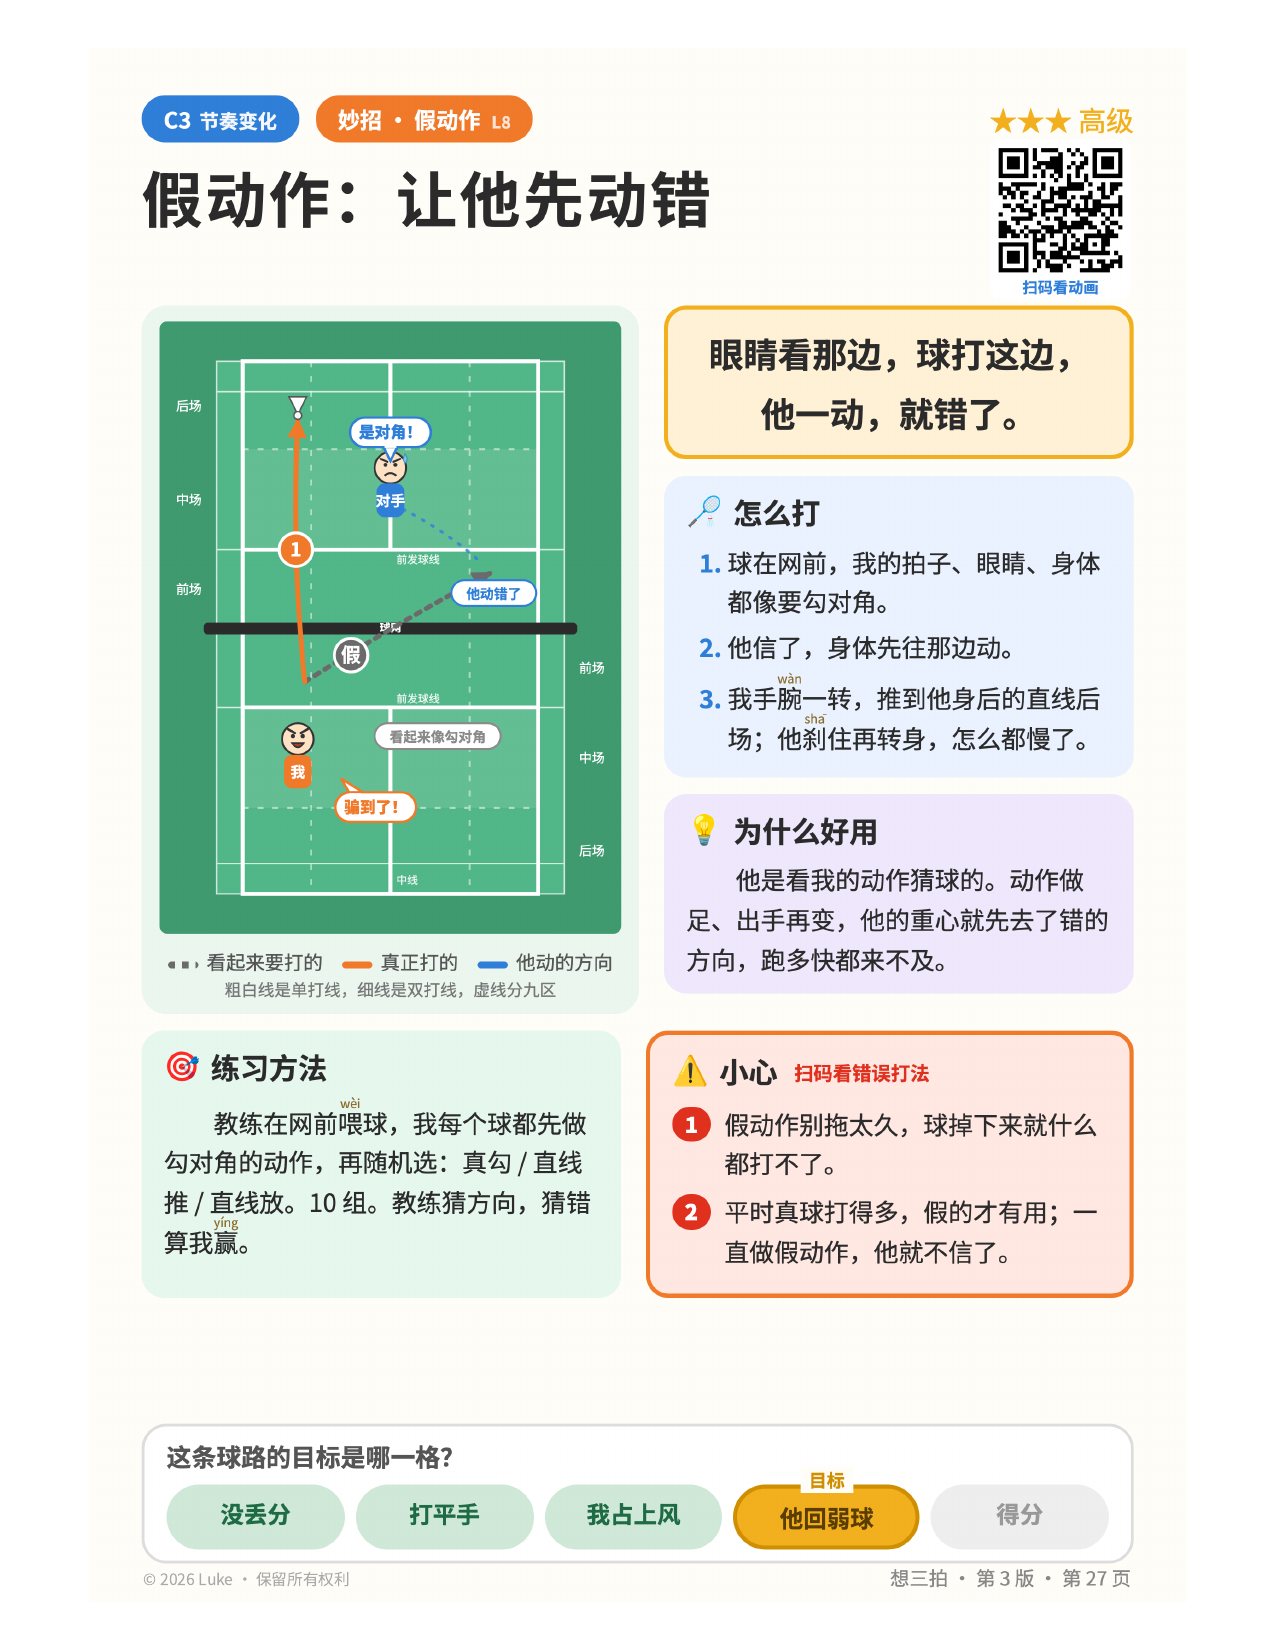 C3 节奏变化
妙招 · 假动作 L8
★★★ 高级
假动作：让他先动错
扫码看动画
后场
是对角！
对手
中场
1
前发球线
前场
他动错了
球网
假
前场
前发球线
看起来像勾对角
我
中场
骗到了！
后场
中线
看起来要打的 真正打的 他动的方向
粗白线是单打线，细线是双打线，虚线分九区
眼睛看那边，球打这边，
他一动，就错了。
怎么打
1. 球在网前，我的拍子、眼睛、身体
都像要勾对角。
2. 他信了，身体先往那边动。
wàn
3. 我手腕一转，推到他身后的直线后
shā
场；他刹住再转身，怎么都慢了。
为什么好用
他是看我的动作猜球的。动作做
足、出手再变，他的重心就先去了错的
方向，跑多快都来不及。
练习方法
wèi
教练在网前喂球，我每个球都先做
勾对角的动作，再随机选：真勾 / 直线
推 / 直线放。10 组。教练猜方向，猜错
yíng
算我赢。
小心 扫码看错误打法
1 假动作别拖太久，球掉下来就什么
都打不了。
2 平时真球打得多，假的才有用；一
直做假动作，他就不信了。
这条球路的目标是哪一格？
目标
没丢分 打平手 我占上风 他回弱球 得分
© 2026 Luke · 保留所有权利
想三拍 · 第 3 版 · 第 27 页